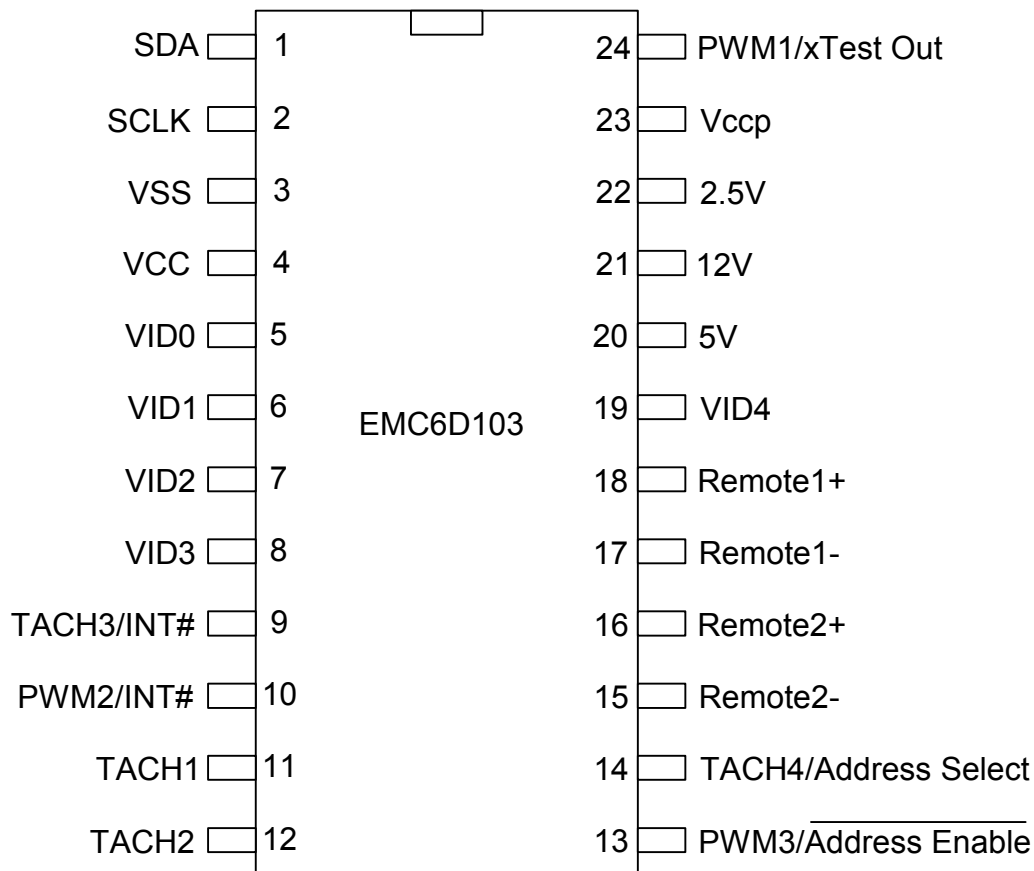 SDA 1
SCLK 2
VSS 3
VCC 4
VID0 5
VID1 6
VID2 7
VID3 8
TACH3/INT# 9
PWM2/INT# 10
TACH1 11
TACH2 12
EMC6D103
24 PWM1/xTest Out
23 Vccp
22 2.5V
21 12V
20 5V
19 VID4
18 Remote1+
17 Remote1-
16 Remote2+
15 Remote2-
14 TACH4/Address Select
13 PWM3/Address Enable